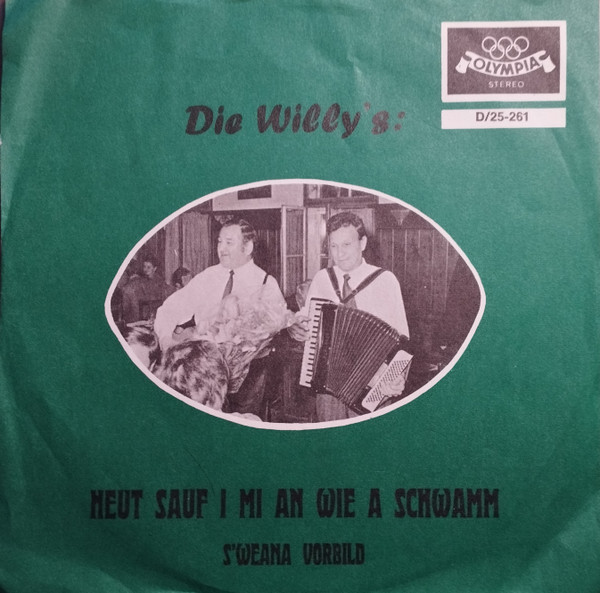 OLYMPIA
STEREO
D/25-261
Die Willy's:
HEUT SAUF I MI AN WIE A SCHWAMM
S'WEANA VORBILD